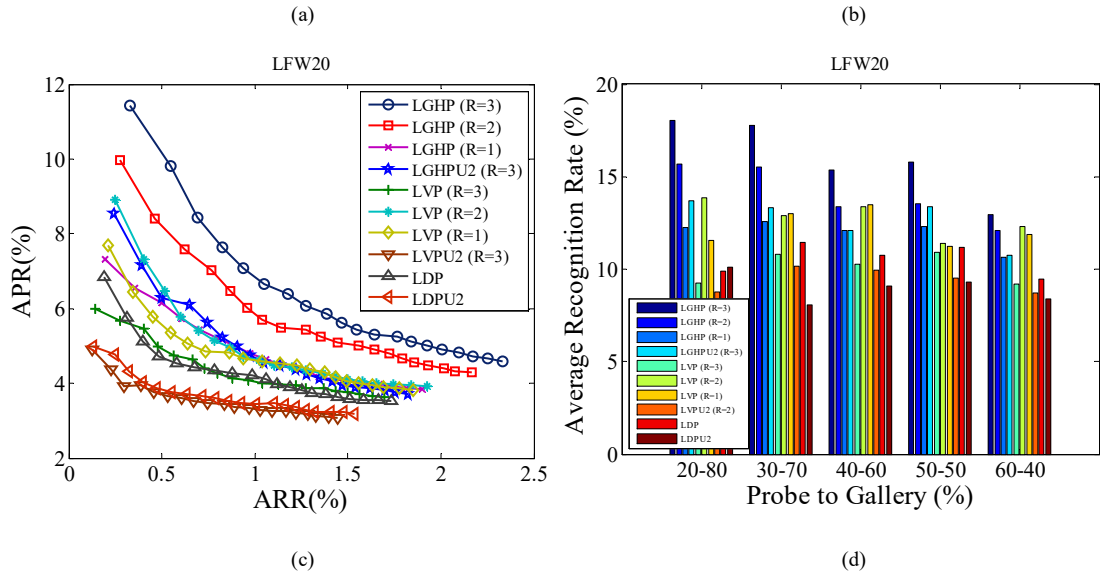 (a)
(b)
LFW20
12
10
8
6
4
2
APR(%)
0
0.5
1
1.5
2
2.5
ARR(%)
LGHP (R=3)
LGHP (R=2)
LGHP (R=1)
LGHPU2 (R=3)
LVP (R=3)
LVP (R=2)
LVP (R=1)
LVPU2 (R=3)
LDP
LDPU2
LFW20
20
15
10
5
0
Average Recognition Rate (%)
LGHP (R=3)
LGHP (R=2)
LGHP (R=1)
LGHPU2 (R=3)
LVP (R=3)
LVP (R=2)
LVP (R=1)
LVPU2 (R=2)
LDP
LDPU2
20-80
30-70
40-60
50-50
60-40
Probe to Gallery (%)
(c)
(d)